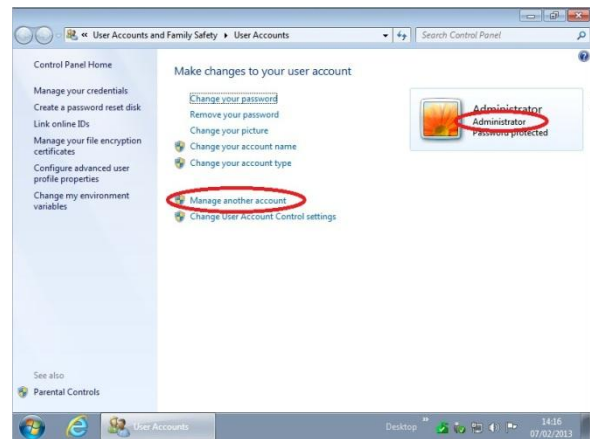 « User Accounts and Family Safety ▸ User Accounts
Search Control Panel
Control Panel Home
Manage your credentials
Create a password reset disk
Link online IDs
Manage your file encryption
certificates
Configure advanced user
profile properties
Change my environment
variables
See also
Parental Controls
Make changes to your user account
Change your password
Remove your password
Change your picture
Change your account name
Change your account type
Manage another account
Change User Account Control settings
Administrator
Administrator
Password protected
User Accounts
Desktop »
14:16
07/02/2013